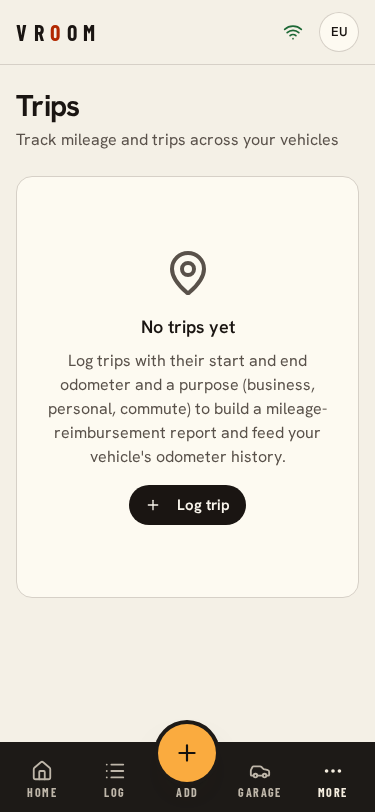 VROOM
EU
Trips
Track mileage and trips across your vehicles
No trips yet
Log trips with their start and end
odometer and a purpose (business,
personal, commute) to build a mileage-
reimbursement report and feed your
vehicle's odometer history.
+ Log trip
HOME LOG ADD GARAGE MORE